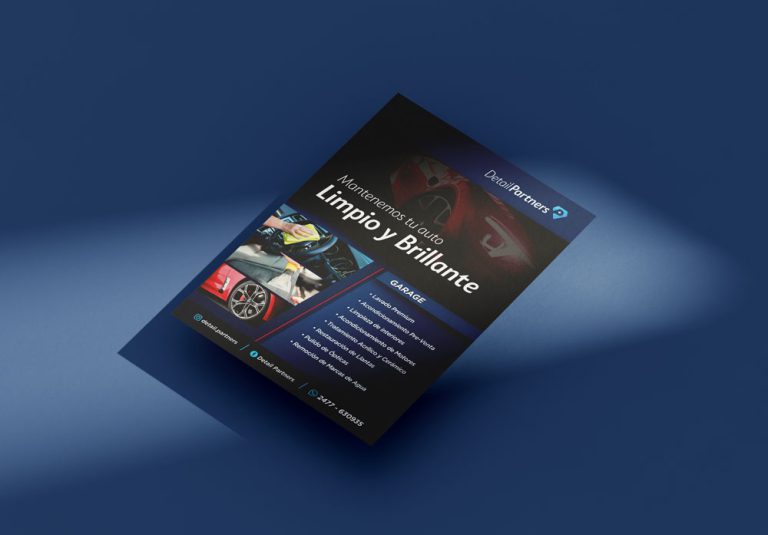 DetailPartners
Mantenemos tu auto
Limpio y Brillante
GARAGE
• Lavado Premium
• Acondicionamiento Pre-Venta
• Limpieza de Interiores
• Acondicionamiento de Motores
• Tratamiento Acrílico y Cerámico
• Restauración de Llantas
• Pulido de Ópticas
• Remoción de Marcas de Agua
detail.partners / Detail Partners / 2477 - 630935